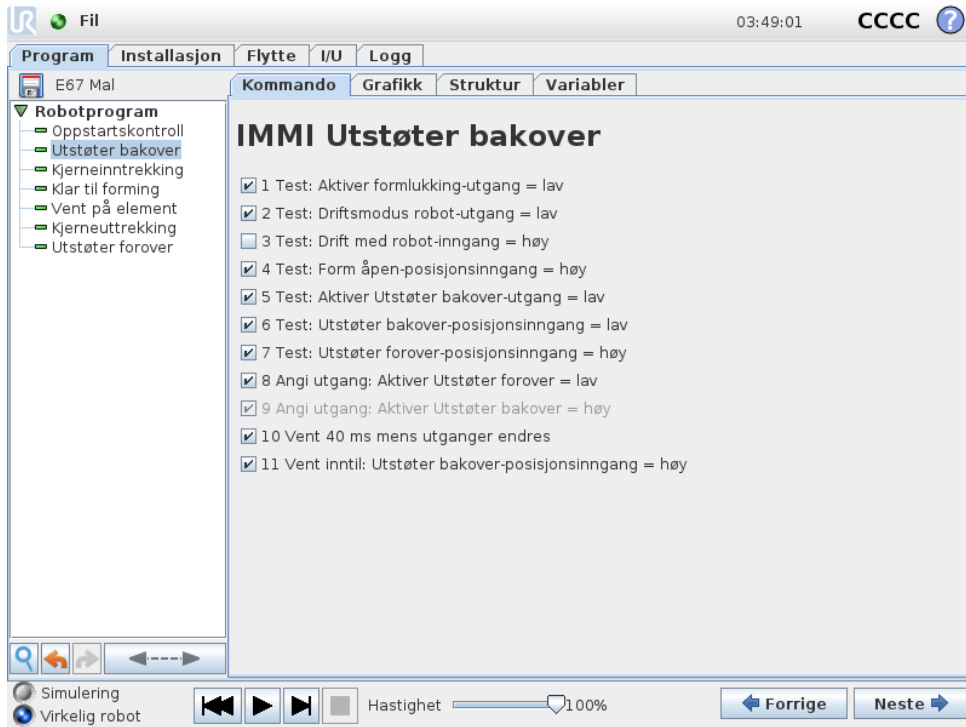 UR Fil 03:49:01 CCCC ?
Program Installasjon Flytte I/U Logg
E67 Mal
Kommando Grafikk Struktur Variabler
Robotprogram
Oppstartskontroll
Utstøter bakover
Kjerneinntrekking
Klar til forming
Vent på element
Kjerneuttrekking
Utstøter forover
IMMI Utstøter bakover
1 Test: Aktiver formlukking-utgang = lav
2 Test: Driftsmodus robot-utgang = lav
3 Test: Drift med robot-inngang = høy
4 Test: Form åpen-posisjonsinngang = høy
5 Test: Aktiver Utstøter bakover-utgang = lav
6 Test: Utstøter bakover-posisjonsinngang = lav
7 Test: Utstøter forover-posisjonsinngang = høy
8 Angi utgang: Aktiver Utstøter forover = lav
9 Angi utgang: Aktiver Utstøter bakover = høy
10 Vent 40 ms mens utganger endres
11 Vent inntil: Utstøter bakover-posisjonsinngang = høy
Simulering
Virkelig robot
Hastighet 100%
Forrige Neste